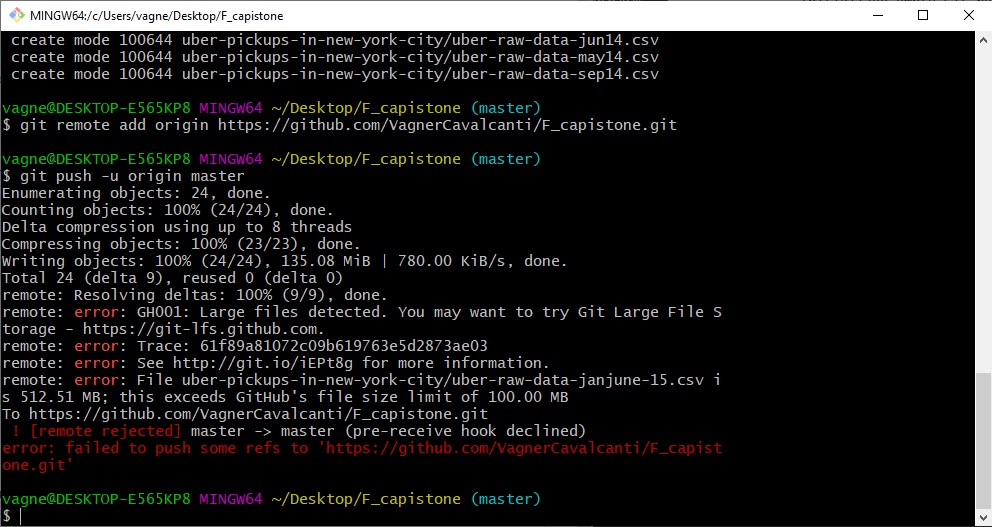 MINGW64:/c/Users/vagne/Desktop/F_capistone
create mode 100644 uber-pickups-in-new-york-city/uber-raw-data-jun14.csv
create mode 100644 uber-pickups-in-new-york-city/uber-raw-data-may14.csv
create mode 100644 uber-pickups-in-new-york-city/uber-raw-data-sep14.csv
vagne@DESKTOP-E565KP8 MINGW64 ~/Desktop/F_capistone (master)
$ git remote add origin https://github.com/VagnerCavalcanti/F_capistone.git
vagne@DESKTOP-E565KP8 MINGW64 ~/Desktop/F_capistone (master)
$ git push -u origin master
Enumerating objects: 24, done.
Counting objects: 100% (24/24), done.
Delta compression using up to 8 threads
Compressing objects: 100% (23/23), done.
Writing objects: 100% (24/24), 135.08 MiB | 780.00 KiB/s, done.
Total 24 (delta 9), reused 0 (delta 0)
remote: Resolving deltas: 100% (9/9), done.
remote: error: GH001: Large files detected. You may want to try Git Large File S
torage - https://git-lfs.github.com.
remote: error: Trace: 61f89a81072c09b619763e5d2873ae03
remote: error: See http://git.io/iEPt8g for more information.
remote: error: File uber-pickups-in-new-york-city/uber-raw-data-janjune-15.csv i
s 512.51 MB; this exceeds GitHub's file size limit of 100.00 MB
To https://github.com/VagnerCavalcanti/F_capistone.git
! [remote rejected] master -> master (pre-receive hook declined)
error: failed to push some refs to 'https://github.com/VagnerCavalcanti/F_capist
one.git'
vagne@DESKTOP-E565KP8 MINGW64 ~/Desktop/F_capistone (master)
$